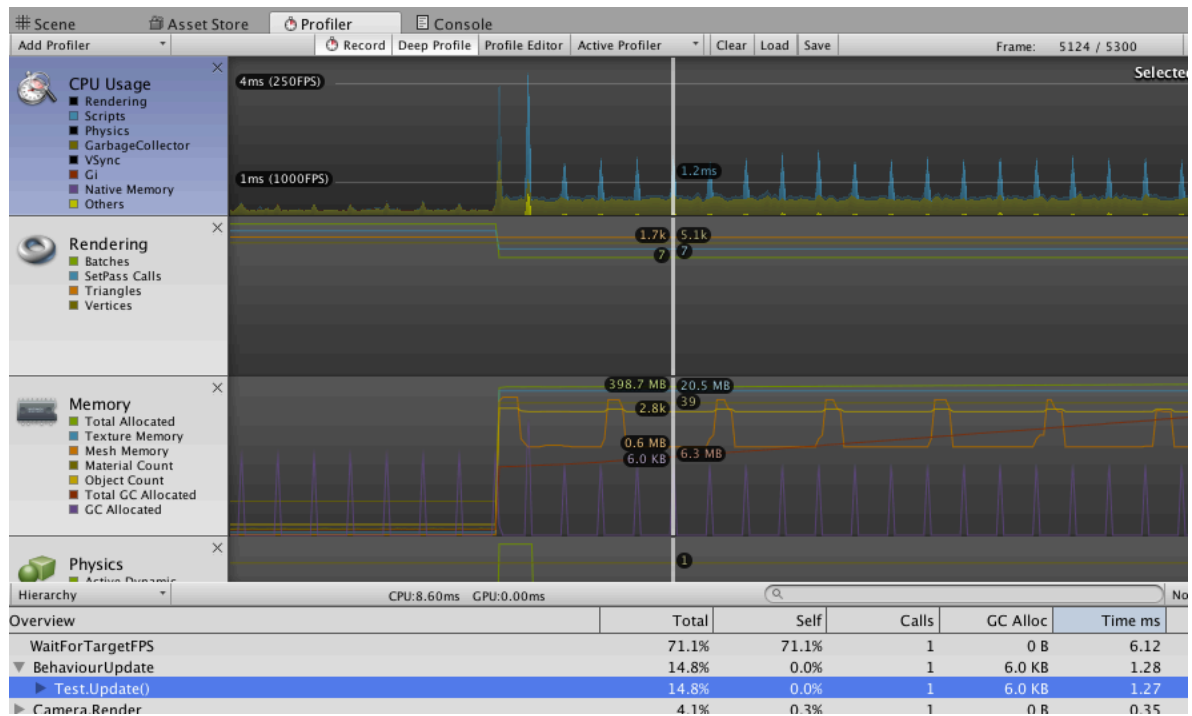 Scene Asset Store Profiler Console
Add Profiler Record Deep Profile Profile Editor Active Profiler Clear Load Save Frame: 5124 / 5300
CPU Usage
Rendering
Scripts
Physics
GarbageCollector
VSync
Gi
Native Memory
Others
4ms (250FPS)
1ms (1000FPS)
1.2ms
Selected
Rendering
Batches
SetPass Calls
Triangles
Vertices
1.7k 5.1k
7 7
Memory
Total Allocated
Texture Memory
Mesh Memory
Material Count
Object Count
Total GC Allocated
GC Allocated
398.7 MB 20.5 MB
2.8k 39
0.6 MB
6.0 KB 6.3 MB
Physics
Active Dynamic
1
Hierarchy CPU:8.60ms GPU:0.00ms No
Overview Total Self Calls GC Alloc Time ms
WaitForTargetFPS 71.1% 71.1% 1 0 B 6.12
BehaviourUpdate 14.8% 0.0% 1 6.0 KB 1.28
Test.Update() 14.8% 0.0% 1 6.0 KB 1.27
Camera.Render 4.1% 0.3% 1 0 B 0.35